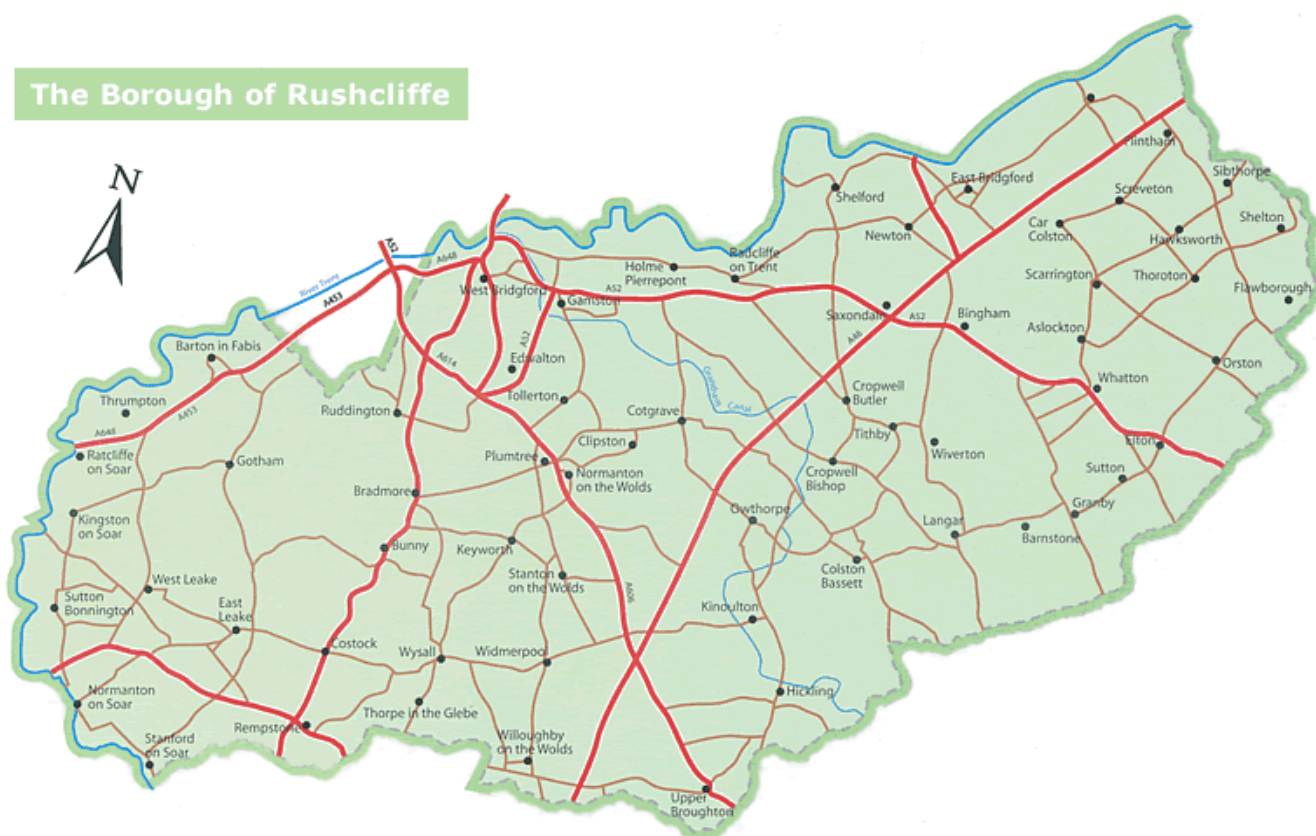 The Borough of Rushcliffe
N
Flintham
Sibthorpe
East Bridgford
Shelford
Screveton
Shelton
Newton
Car
Colston
Hawksworth
A52
A648
Radcliffe
on Trent
Holme
Pierrepont
Scarrington
Thoroton
Flawborough
River Trent
A453
West Bridgford
Gamston
A52
Saxondale
A52
Bingham
Aslockton
A46
Barton in Fabis
A614
A52
Edwalton
Orston
Grantham
Canal
Whatton
Thrumpton
A453
Ruddington
Tollerton
Cropwell
Butler
Cotgrave
A648
Ratcliffe
on Soar
Gotham
Clipston
Tithby
Elton
Plumtree
Wiverton
Normanton
on the Wolds
Cropwell
Bishop
Sutton
Bradmore
Kingston
on Soar
Owthorpe
Granby
Langar
Barnstone
Bunny
Keyworth
Colston
Bassett
West Leake
Stanton
on the Wolds
A606
Sutton
Bonnington
East
Leake
Kinoulton
Costock
Wysall
Widmerpool
Normanton
on Soar
Hickling
Thorpe in the Glebe
Rempstone
Stanford
on Soar
Willoughby
on the Wolds
Upper
Broughton